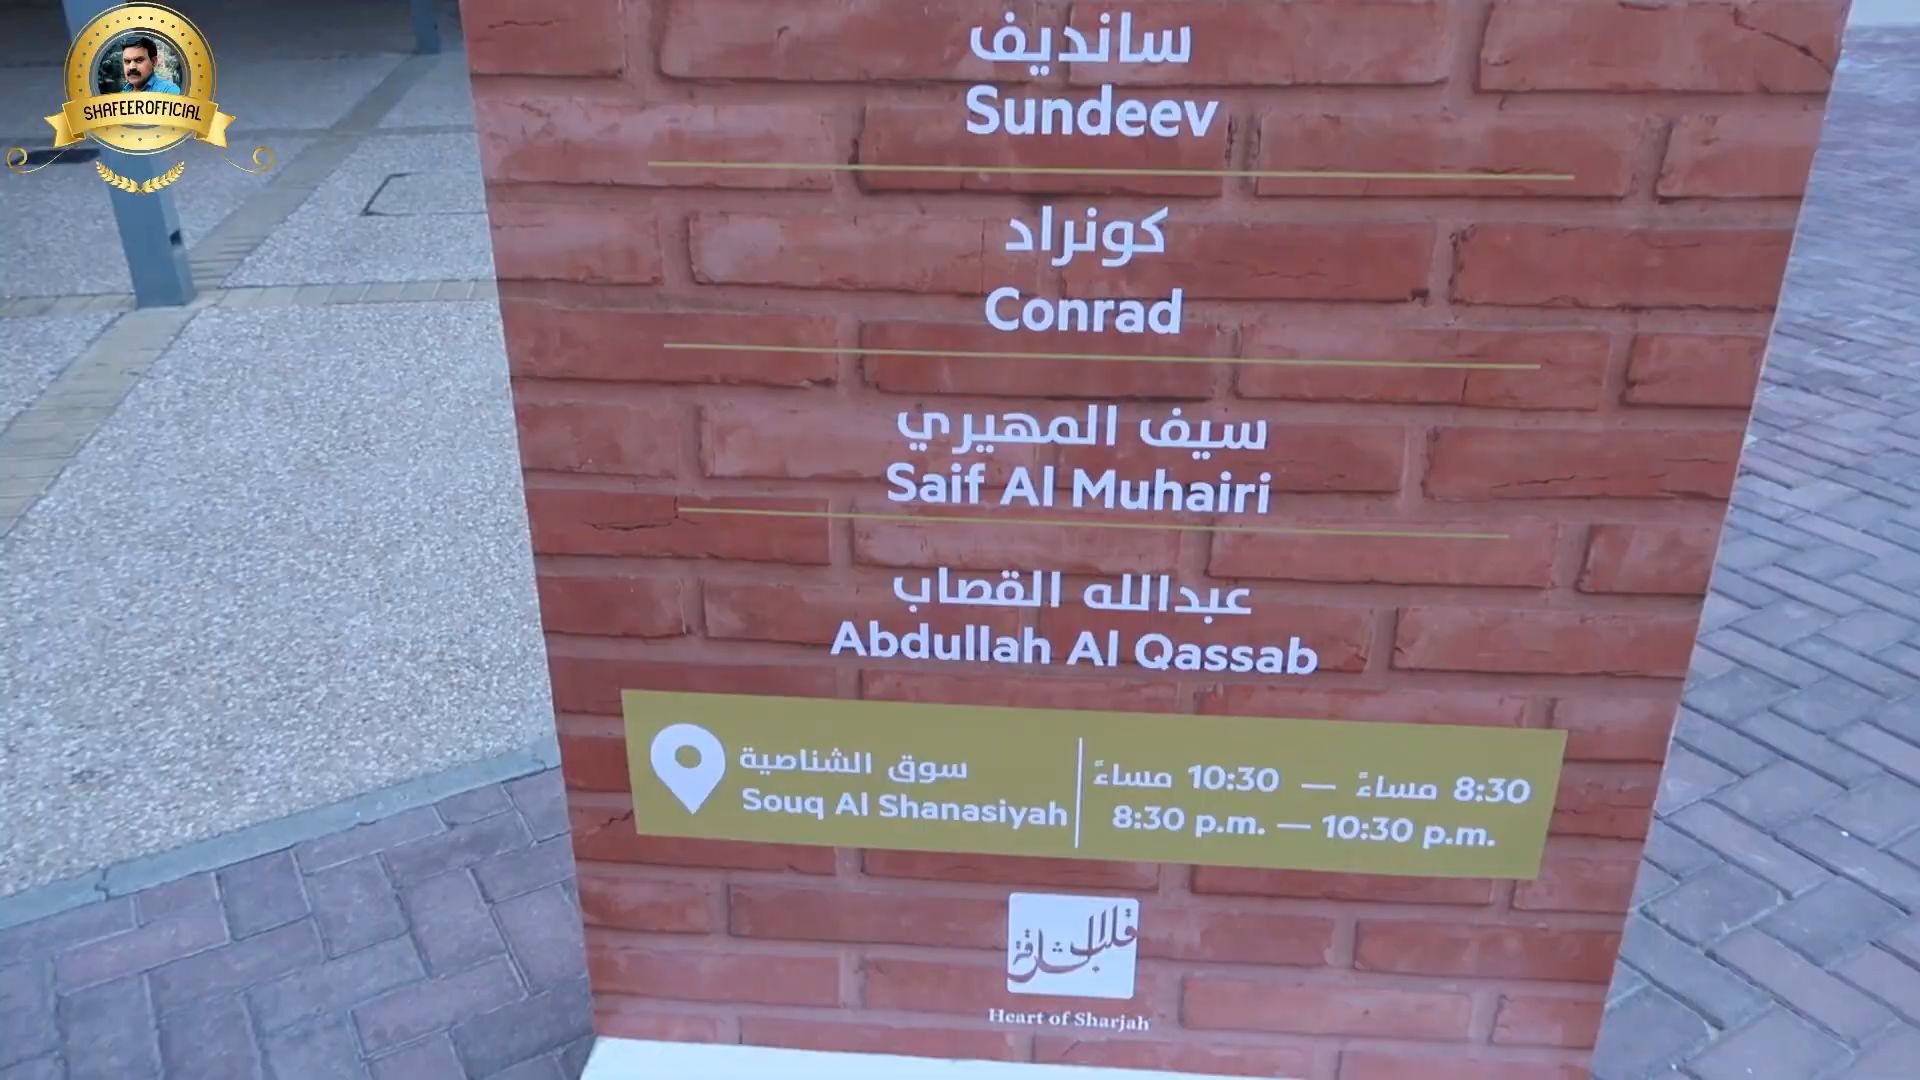 SHAFEEROFFICIAL
سانديف
Sundeev
كونراد
Conrad
سيف المهيري
Saif Al Muhairi
عبدالله القصاب
Abdullah Al Qassab
سوق الشناصية
Souq Al Shanasiyah
8:30 مساءً — 10:30 مساءً
8:30 p.m. — 10:30 p.m.
قلب الشارقة
Heart of Sharjah